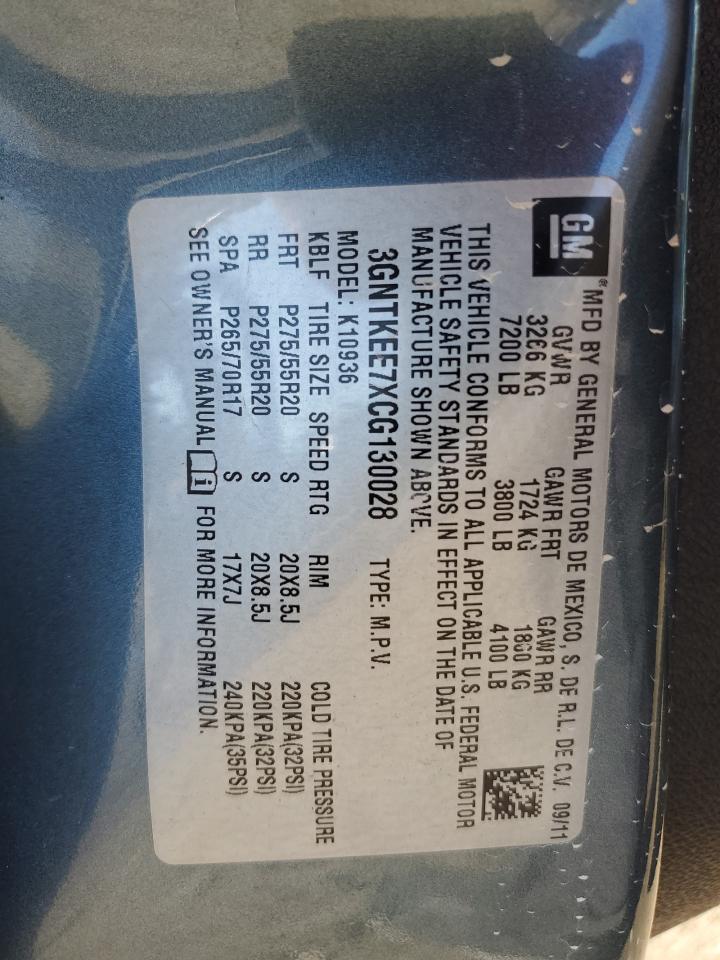 GM
® MFD BY GENERAL MOTORS DE MEXICO, S. DE R.L. DE C.V. 09/11
GVWR GAWR FRT GAWR RR
3266 KG 1724 KG 1860 KG
7200 LB 3800 LB 4100 LB
THIS VEHICLE CONFORMS TO ALL APPLICABLE U.S. FEDERAL MOTOR
VEHICLE SAFETY STANDARDS IN EFFECT ON THE DATE OF
MANUFACTURE SHOWN ABOVE.
3GNTKEE7XCG130028 TYPE: M.P.V.
MODEL: K10936
KBLF TIRE SIZE SPEED RTG RIM COLD TIRE PRESSURE
FRT P275/55R20 S 20X8.5J 220KPA(32PSI)
RR P275/55R20 S 20X8.5J 220KPA(32PSI)
SPA P265/70R17 S 17X7J 240KPA(35PSI)
SEE OWNER'S MANUAL i FOR MORE INFORMATION.